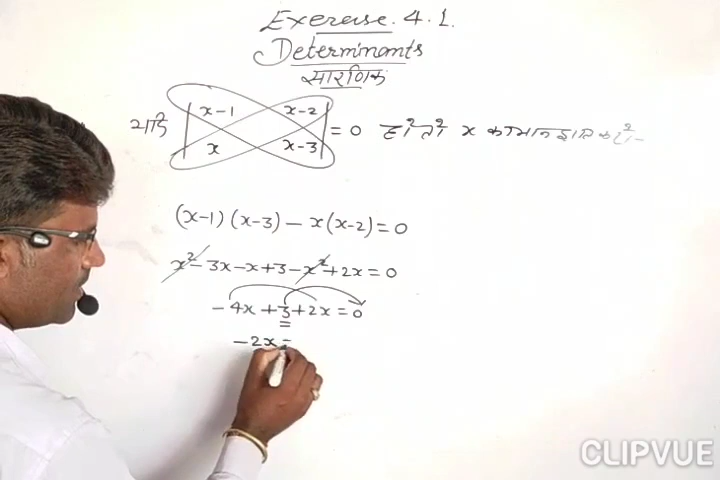 Exercise. 4.1.
Determinants
सारणिक
यदि | x-1 x-2 | = 0 हो तो x का मान ज्ञात करो -
| x x-3 |
(x-1) (x-3) - x(x-2) = 0
x² - 3x - x + 3 - x² + 2x = 0
- 4x + 3 + 2x = 0
- 2x =
CLIPVUE